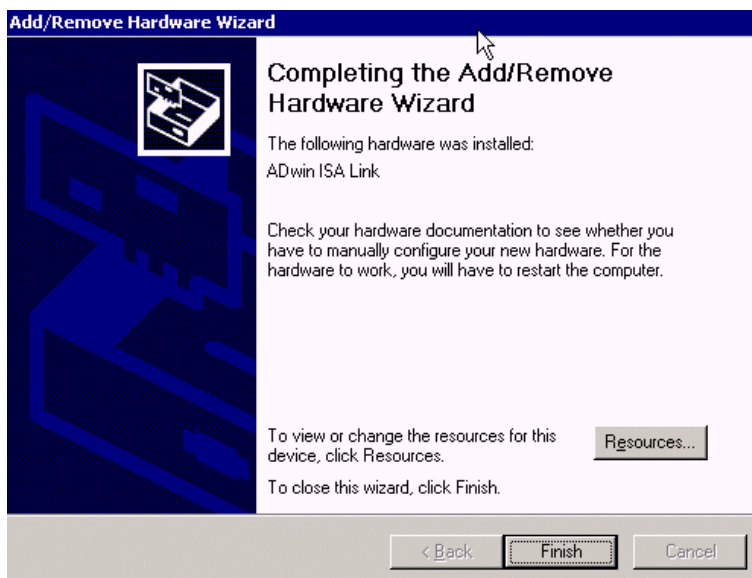 Add/Remove Hardware Wizard
Completing the Add/Remove
Hardware Wizard
The following hardware was installed:
ADwin ISA Link
Check your hardware documentation to see whether you
have to manually configure your new hardware. For the
hardware to work, you will have to restart the computer.
To view or change the resources for this
device, click Resources.
Resources...
To close this wizard, click Finish.
< Back
Finish
Cancel